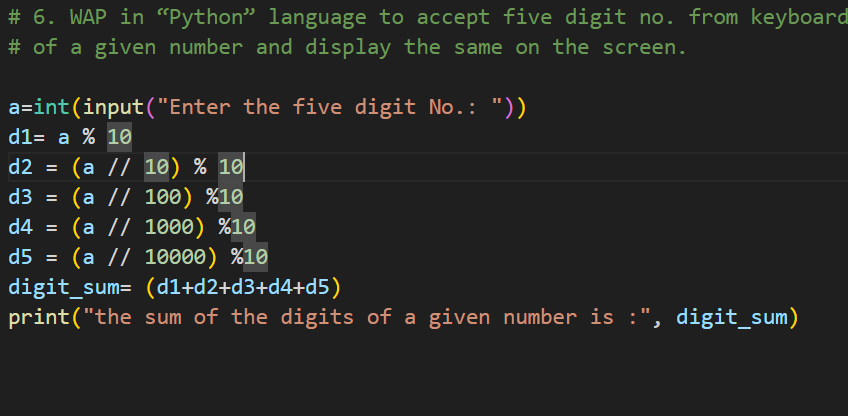 # 6. WAP in “Python” language to accept five digit no. from keyboard
# of a given number and display the same on the screen.
a=int(input("Enter the five digit No.: "))
d1= a % 10
d2 = (a // 10) % 10
d3 = (a // 100) %10
d4 = (a // 1000) %10
d5 = (a // 10000) %10
digit_sum= (d1+d2+d3+d4+d5)
print("the sum of the digits of a given number is :", digit_sum)